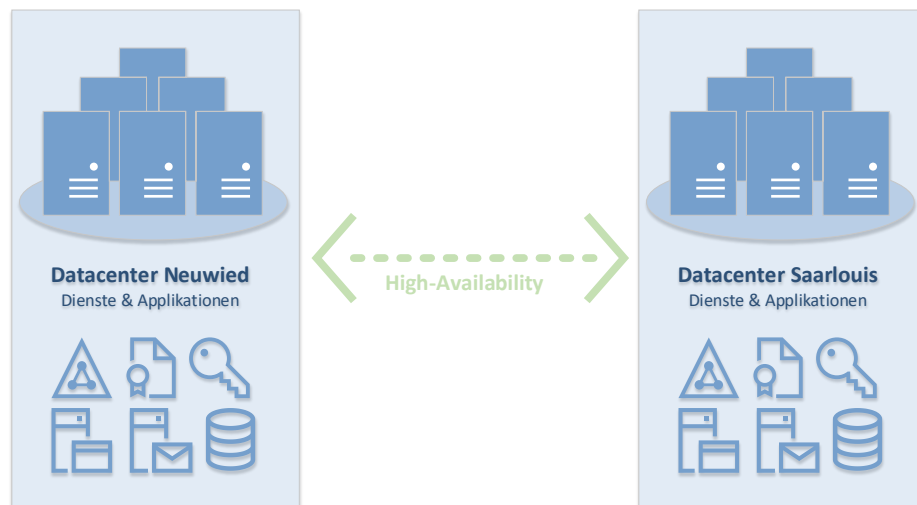 Datacenter Neuwied
Dienste & Applikationen
High-Availability
Datacenter Saarlouis
Dienste & Applikationen